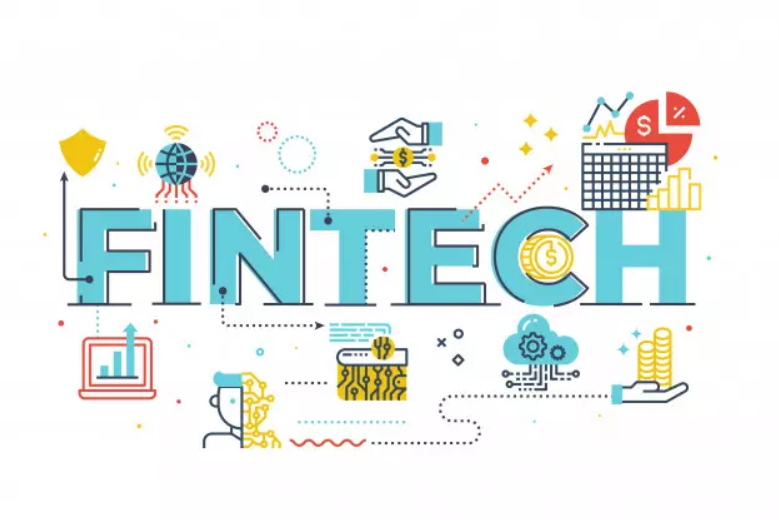 $
$ %
FINTECH
$